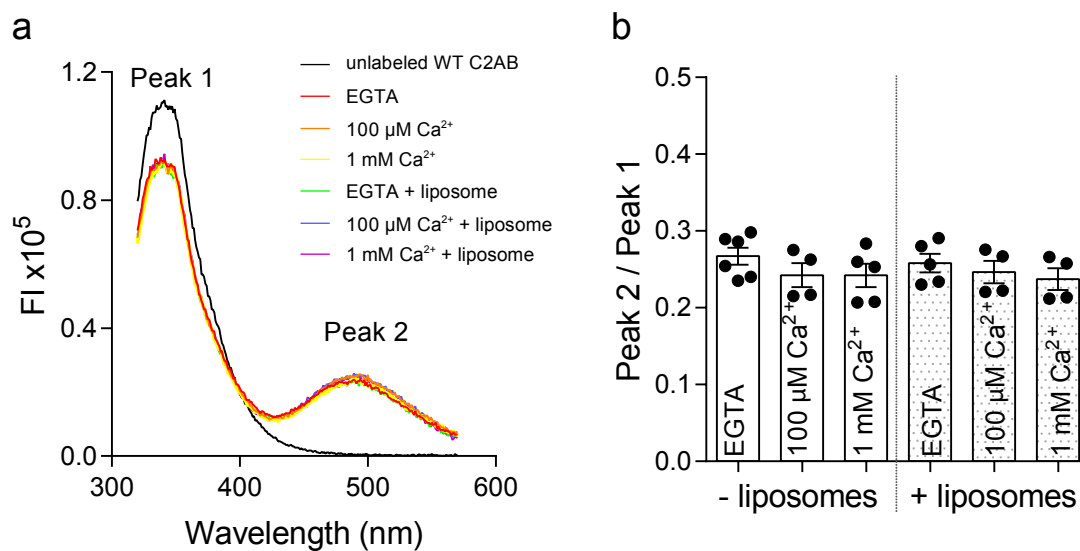 a
1.2
0.8
0.4
0.0
FI x10⁵
300
400
500
600
Wavelength (nm)
Peak 1
Peak 2
unlabeled WT C2AB
EGTA
100 µM Ca²⁺
1 mM Ca²⁺
EGTA + liposome
100 µM Ca²⁺ + liposome
1 mM Ca²⁺ + liposome
b
0.5
0.4
0.3
0.2
0.1
0.0
Peak 2 / Peak 1
EGTA
100 µM Ca²⁺
1 mM Ca²⁺
EGTA
100 µM Ca²⁺
1 mM Ca²⁺
- liposomes
+ liposomes